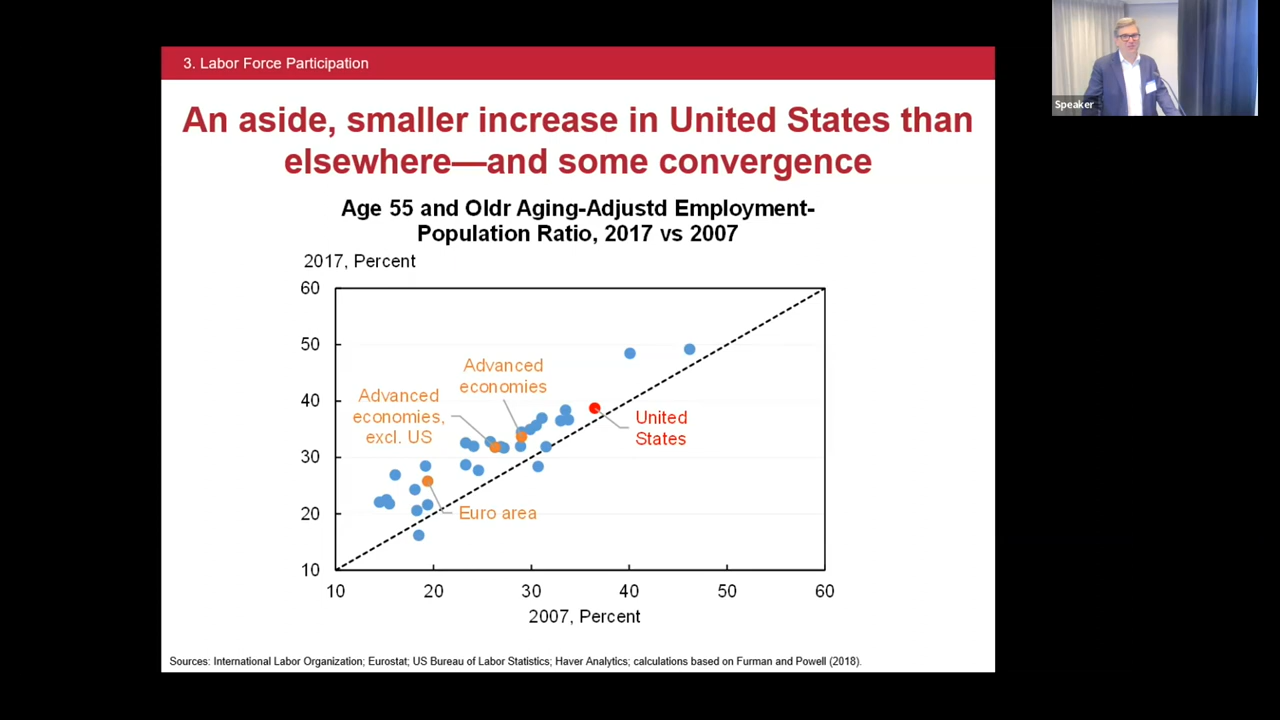 3. Labor Force Participation
An aside, smaller increase in United States than
elsewhere—and some convergence
Age 55 and Oldr Aging-Adjustd Employment-
Population Ratio, 2017 vs 2007
2017, Percent
60
50
40
30
20
10
Advanced
economies
Advanced
economies,
excl. US
United
States
Euro area
10 20 30 40 50 60
2007, Percent
Sources: International Labor Organization; Eurostat; US Bureau of Labor Statistics; Haver Analytics; calculations based on Furman and Powell (2018).
Speaker